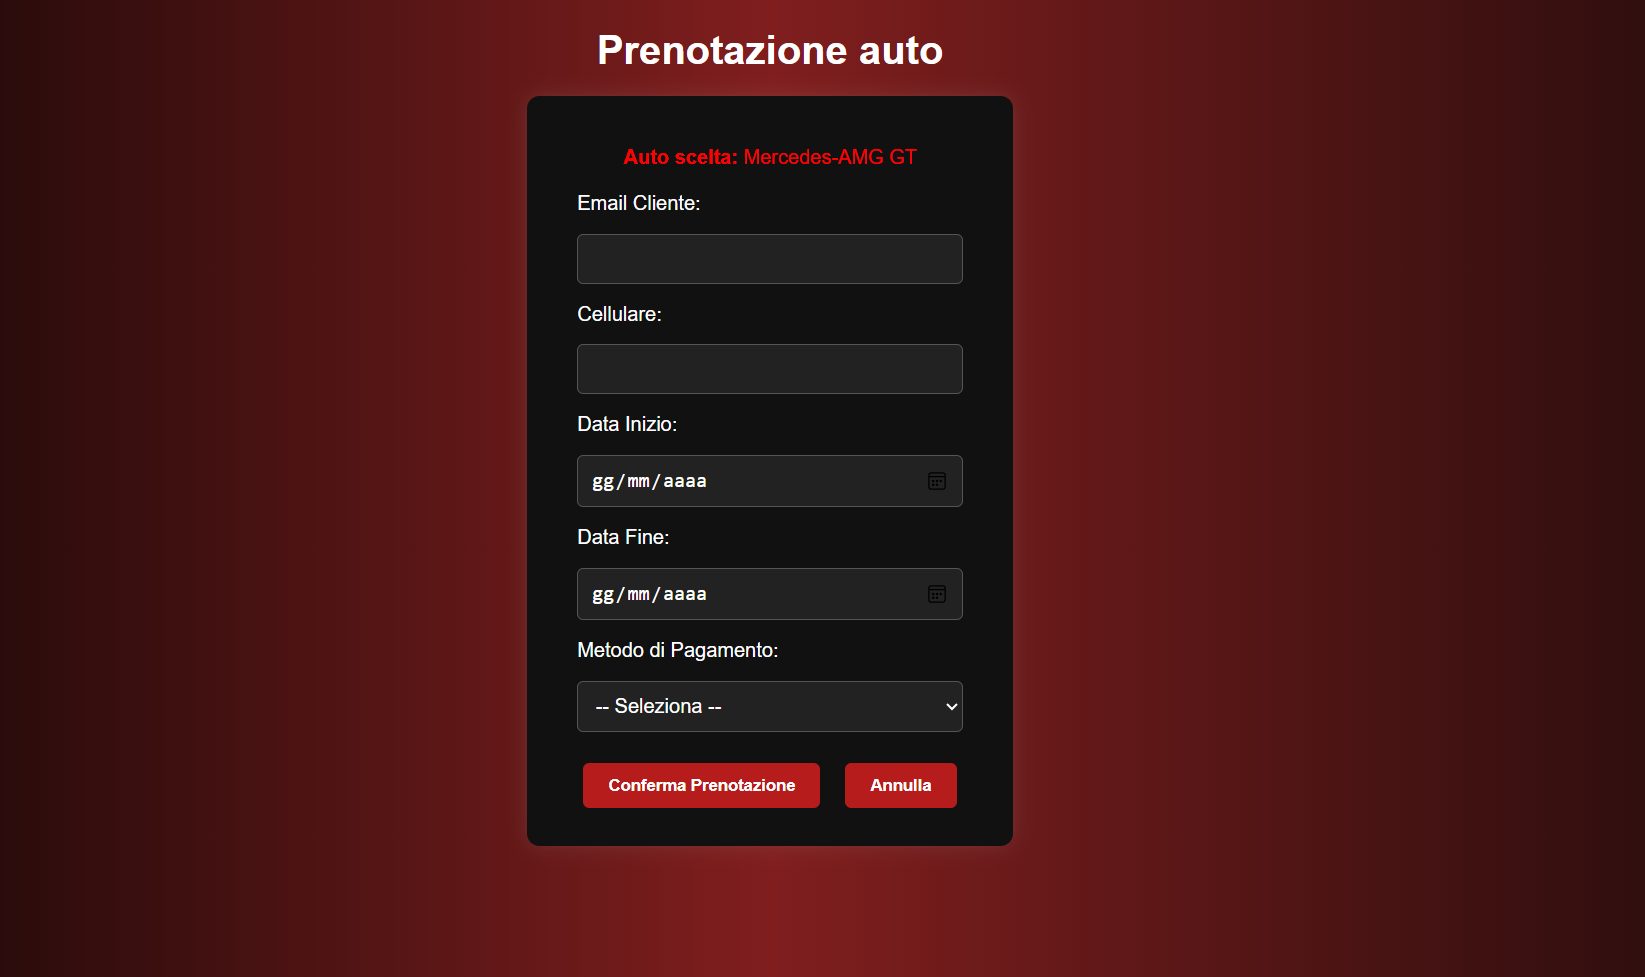 Prenotazione auto
Auto scelta: Mercedes-AMG GT
Email Cliente:
Cellulare:
Data Inizio:
gg/mm/aaaa
Data Fine:
gg/mm/aaaa
Metodo di Pagamento:
-- Seleziona --
Conferma Prenotazione Annulla